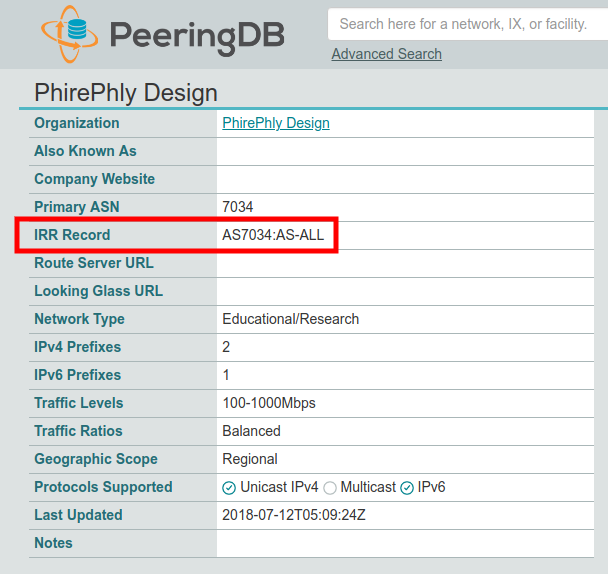 PeeringDB
Search here for a network, IX, or facility.
Advanced Search
PhirePhly Design
Organization PhirePhly Design
Also Known As
Company Website
Primary ASN 7034
IRR Record AS7034:AS-ALL
Route Server URL
Looking Glass URL
Network Type Educational/Research
IPv4 Prefixes 2
IPv6 Prefixes 1
Traffic Levels 100-1000Mbps
Traffic Ratios Balanced
Geographic Scope Regional
Protocols Supported Unicast IPv4 Multicast IPv6
Last Updated 2018-07-12T05:09:24Z
Notes